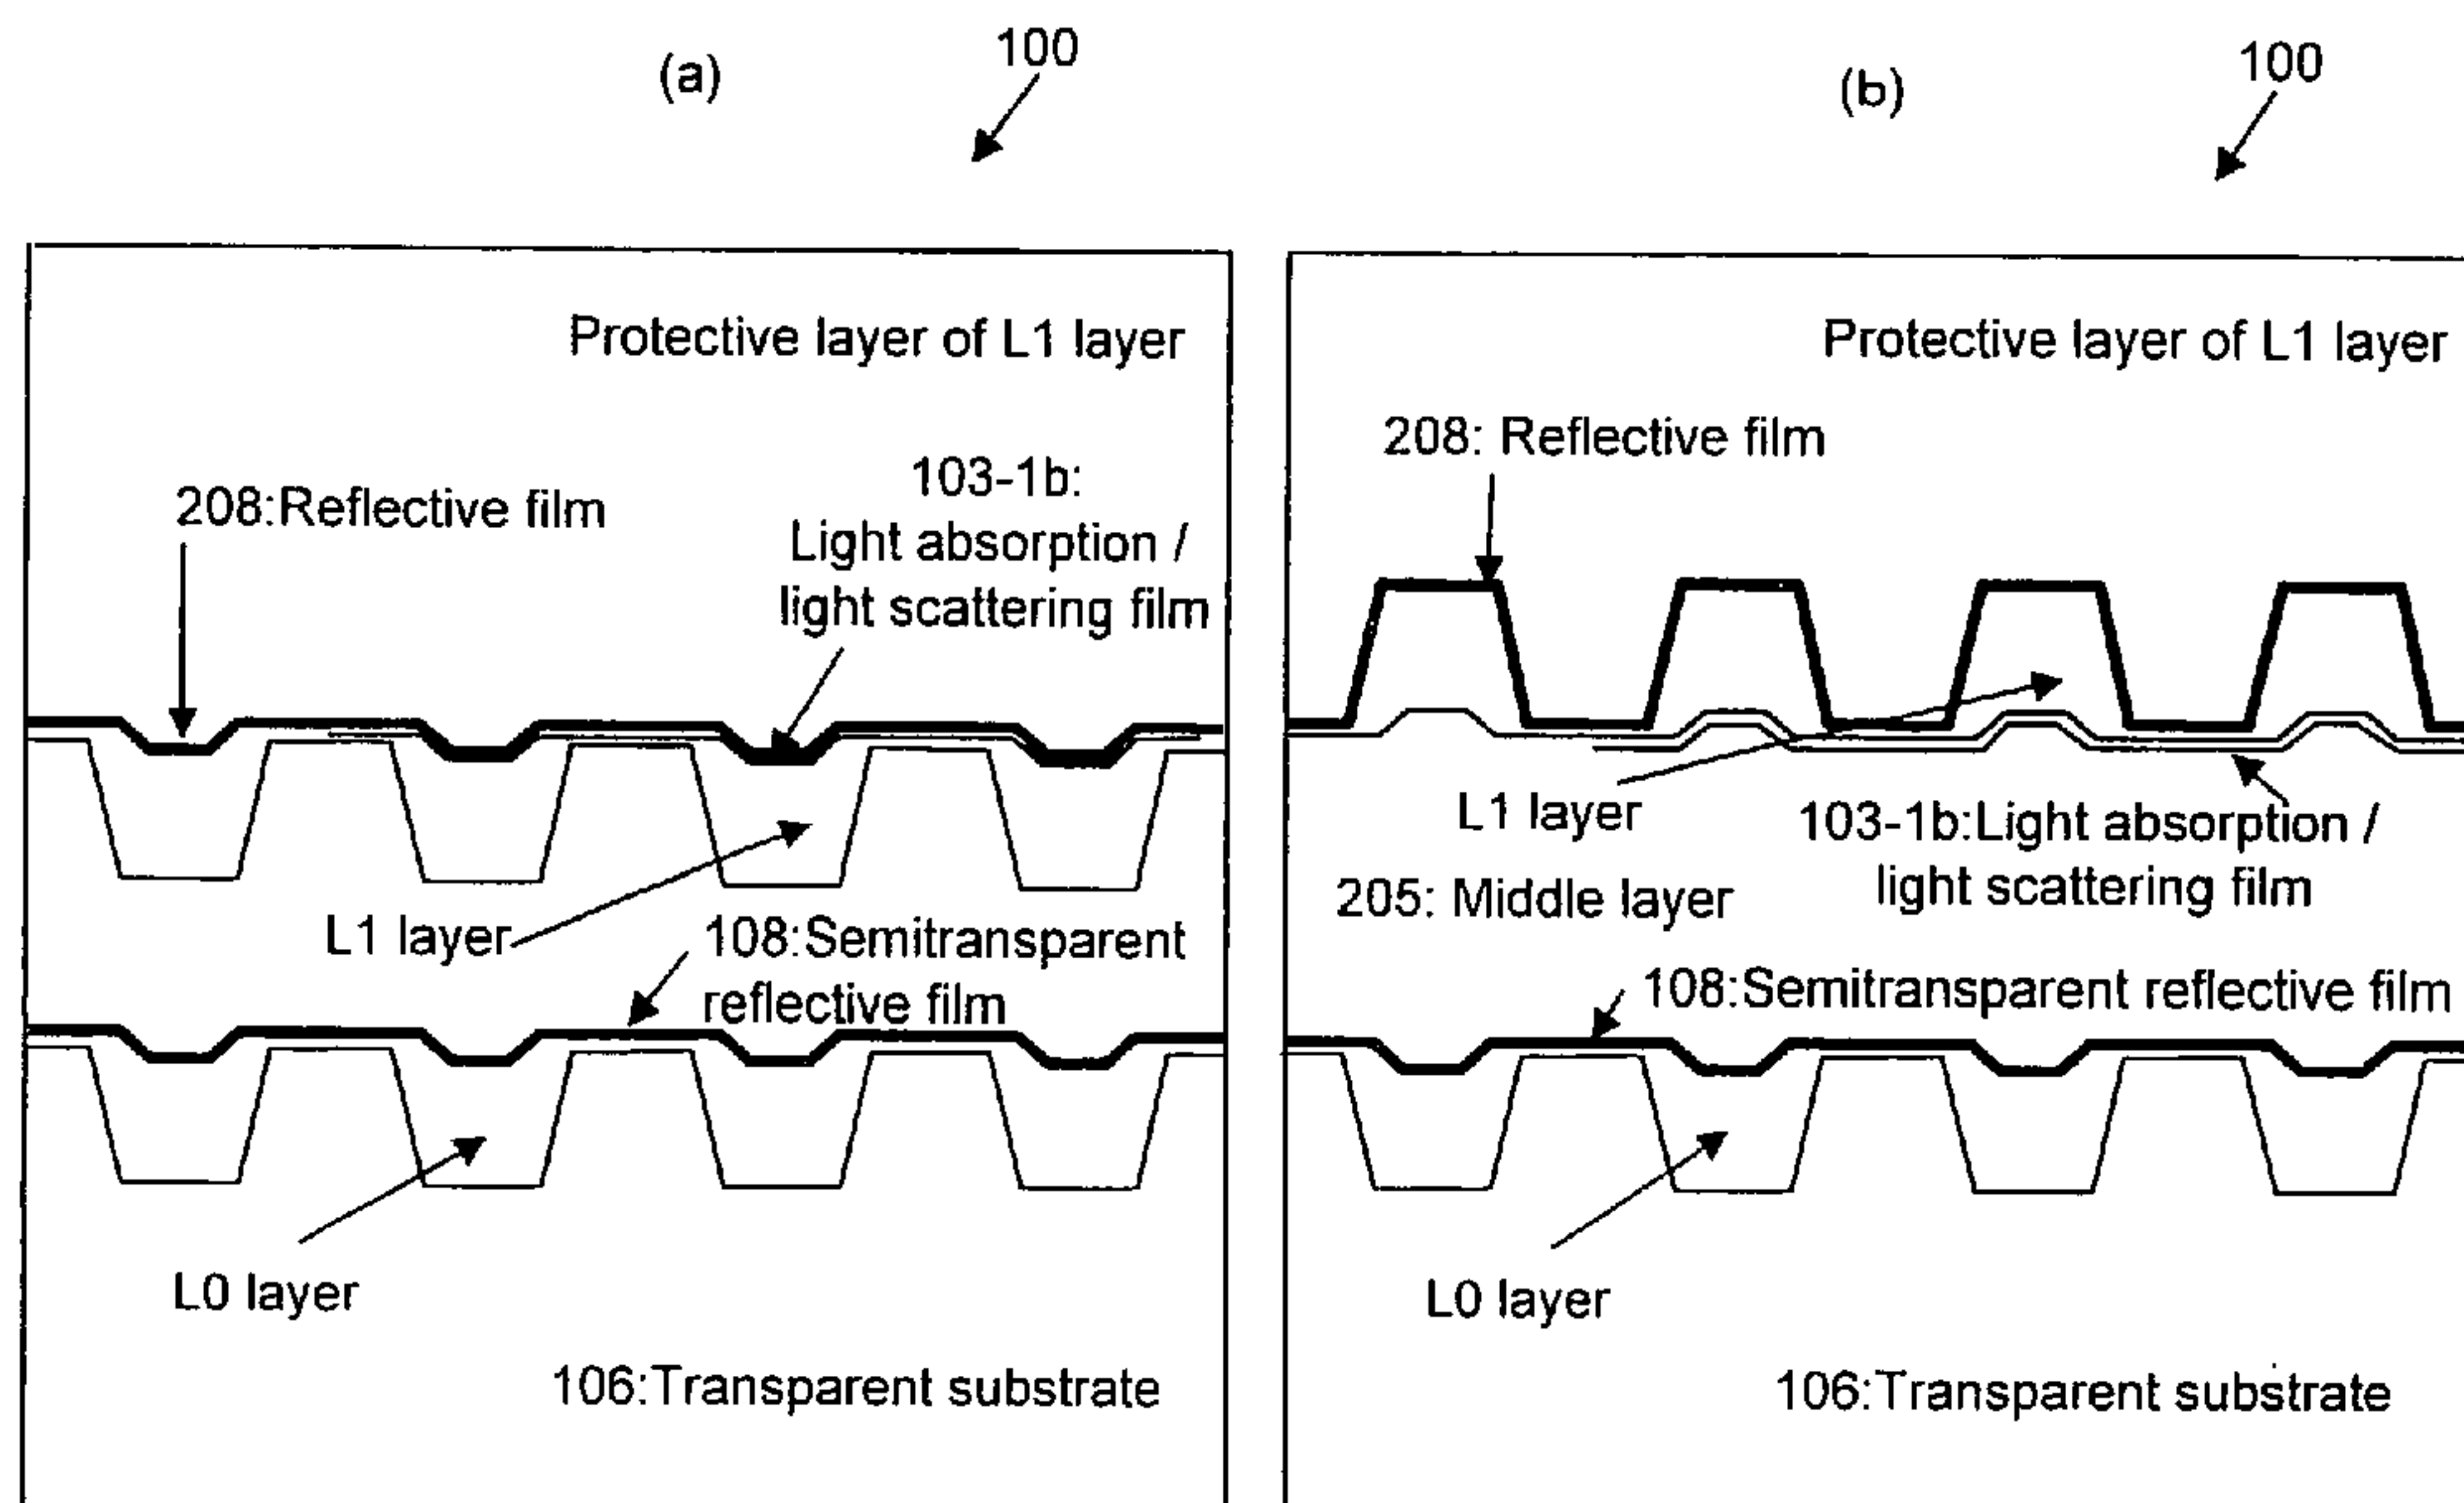 (a)
100
Protective layer of L1 layer
208:Reflective film
103-1b:
Light absorption /
light scattering film
L1 layer
108:Semitransparent
reflective film
L0 layer
106:Transparent substrate
(b)
100
Protective layer of L1 layer
208: Reflective film
L1 layer
103-1b:Light absorption /
light scattering film
205: Middle layer
108:Semitransparent reflective film
L0 layer
106:Transparent substrate